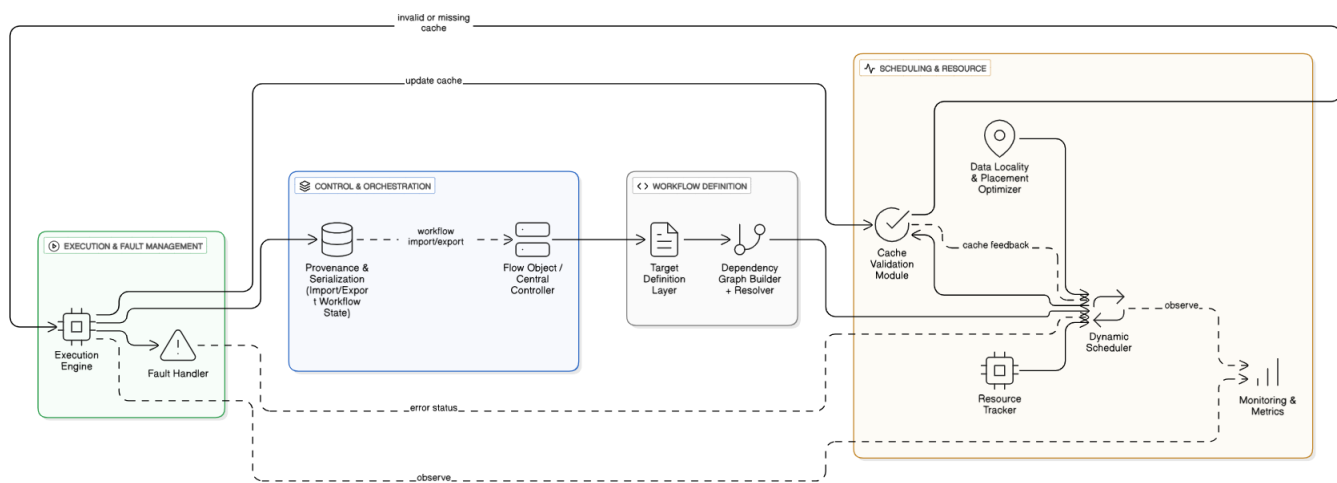 invalid or missing
cache
update cache
SCHEDULING & RESOURCE
Data Locality
& Placement
Optimizer
CONTROL & ORCHESTRATION
WORKFLOW DEFINITION
workflow
import/export
Cache
Validation
Module
cache feedback
EXECUTION & FAULT MANAGEMENT
Provenance &
Serialization
(Import/Expor
t Workflow
State)
Flow Object /
Central
Controller
Target
Definition
Layer
Dependency
Graph Builder
+ Resolver
observe
Dynamic
Scheduler
Execution
Engine
Fault Handler
Resource
Tracker
Monitoring &
Metrics
error status
observe